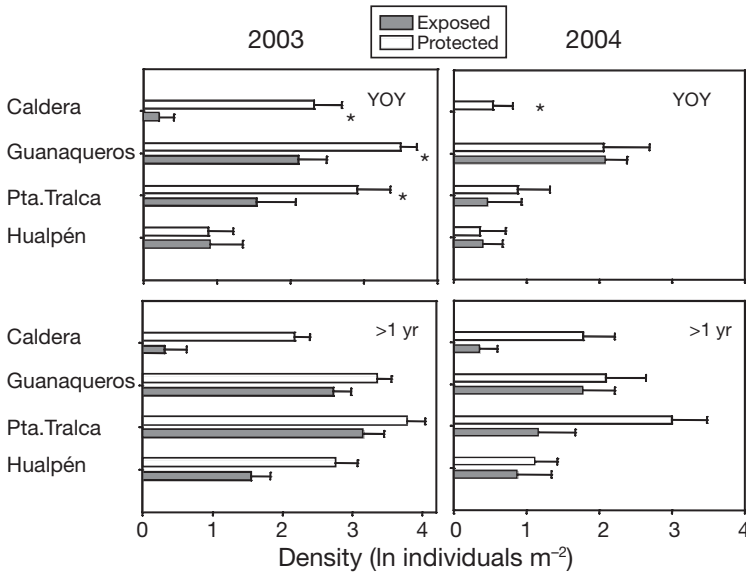 2003
Exposed
Protected
2004
Caldera
YOY
*
YOY
*
Guanaqueros
*
Pta.Tralca
*
Hualpén
Caldera
>1 yr
>1 yr
Guanaqueros
Pta.Tralca
Hualpén
0 1 2 3 4 0 1 2 3 4
Density (ln individuals m⁻²)